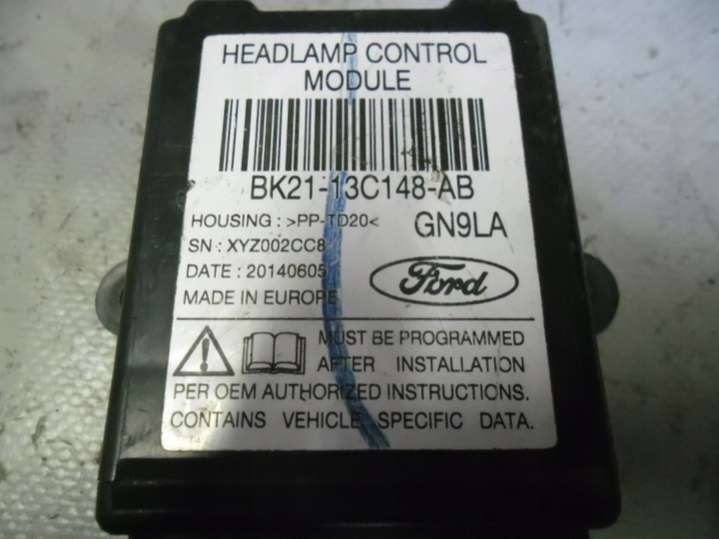 HEADLAMP CONTROL
MODULE
BK21-13C148-AB
HOUSING : >PP-TD20< GN9LA
SN : XYZ002CC8
DATE : 20140605 Ford
MADE IN EUROPE
MUST BE PROGRAMMED
AFTER INSTALLATION
PER OEM AUTHORIZED INSTRUCTIONS.
CONTAINS VEHICLE SPECIFIC DATA.